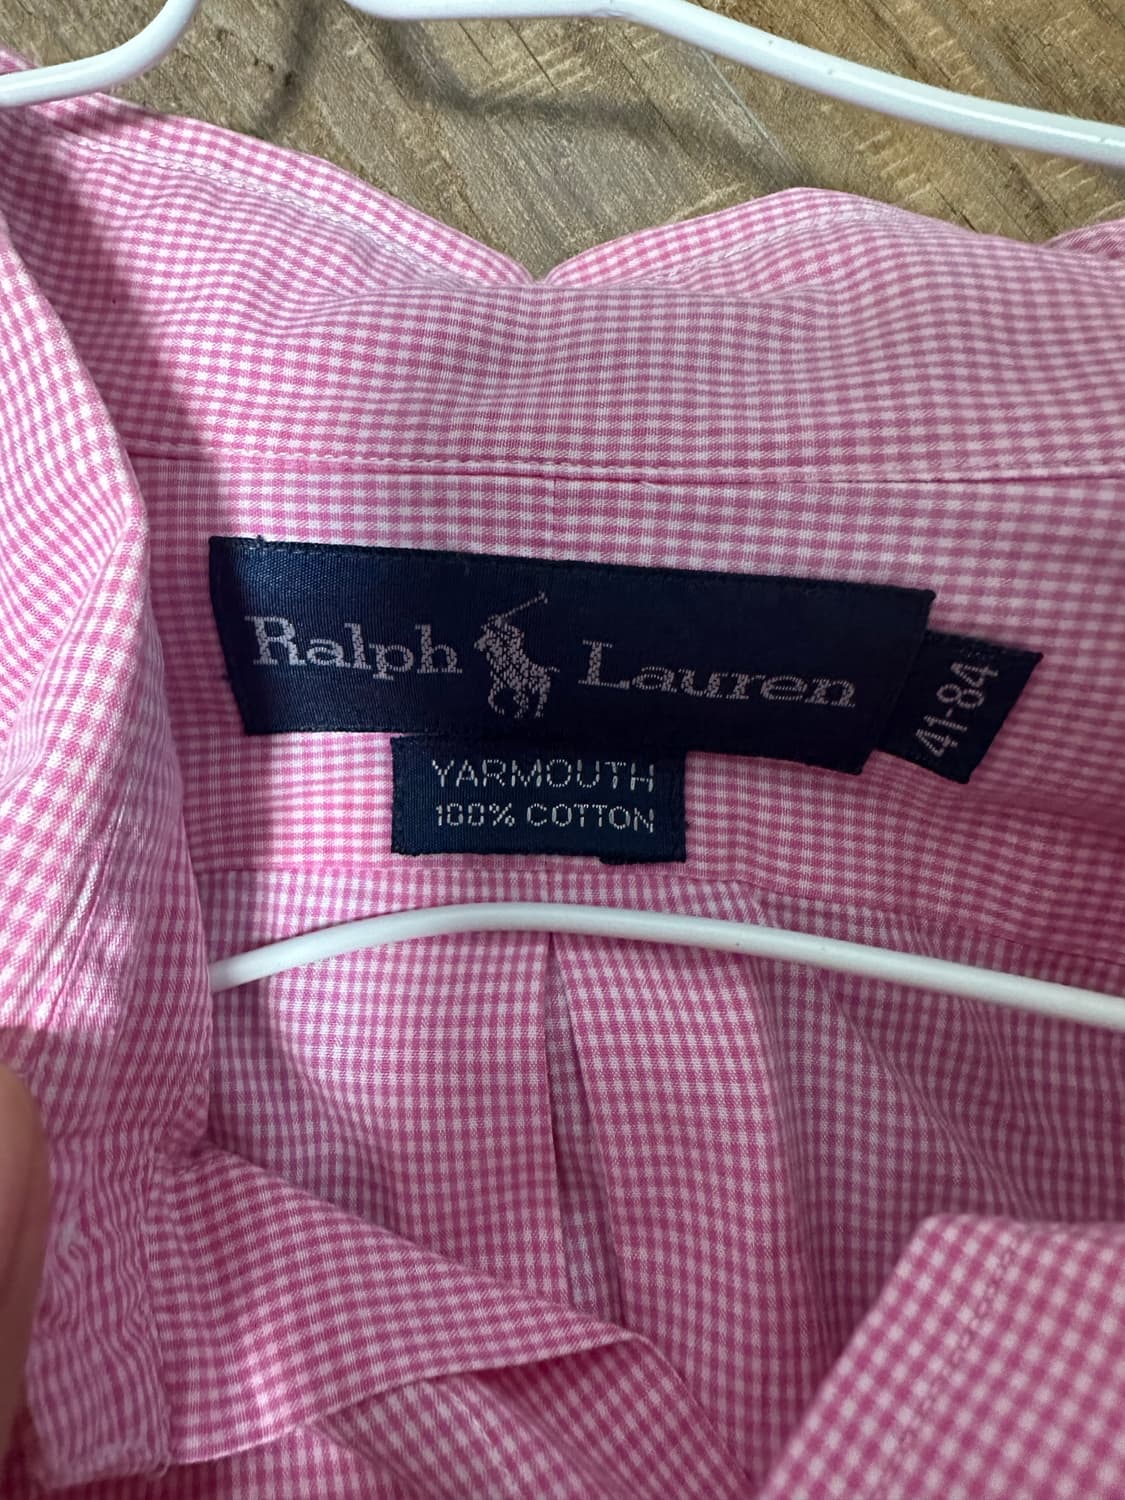 Ralph Lauren
41-84
YARMOUTH
100% COTTON